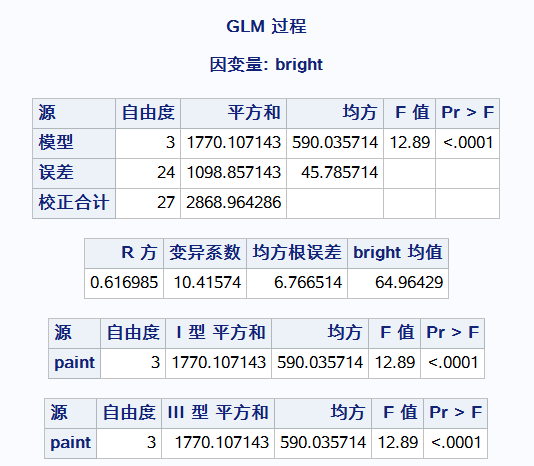 GLM 过程
因变量: bright
源 自由度 平方和 均方 F 值 Pr > F
模型 3 1770.107143 590.035714 12.89 <.0001
误差 24 1098.857143 45.785714
校正合计 27 2868.964286
R 方 变异系数 均方根误差 bright 均值
0.616985 10.41574 6.766514 64.96429
源 自由度 I 型 平方和 均方 F 值 Pr > F
paint 3 1770.107143 590.035714 12.89 <.0001
源 自由度 III 型 平方和 均方 F 值 Pr > F
paint 3 1770.107143 590.035714 12.89 <.0001